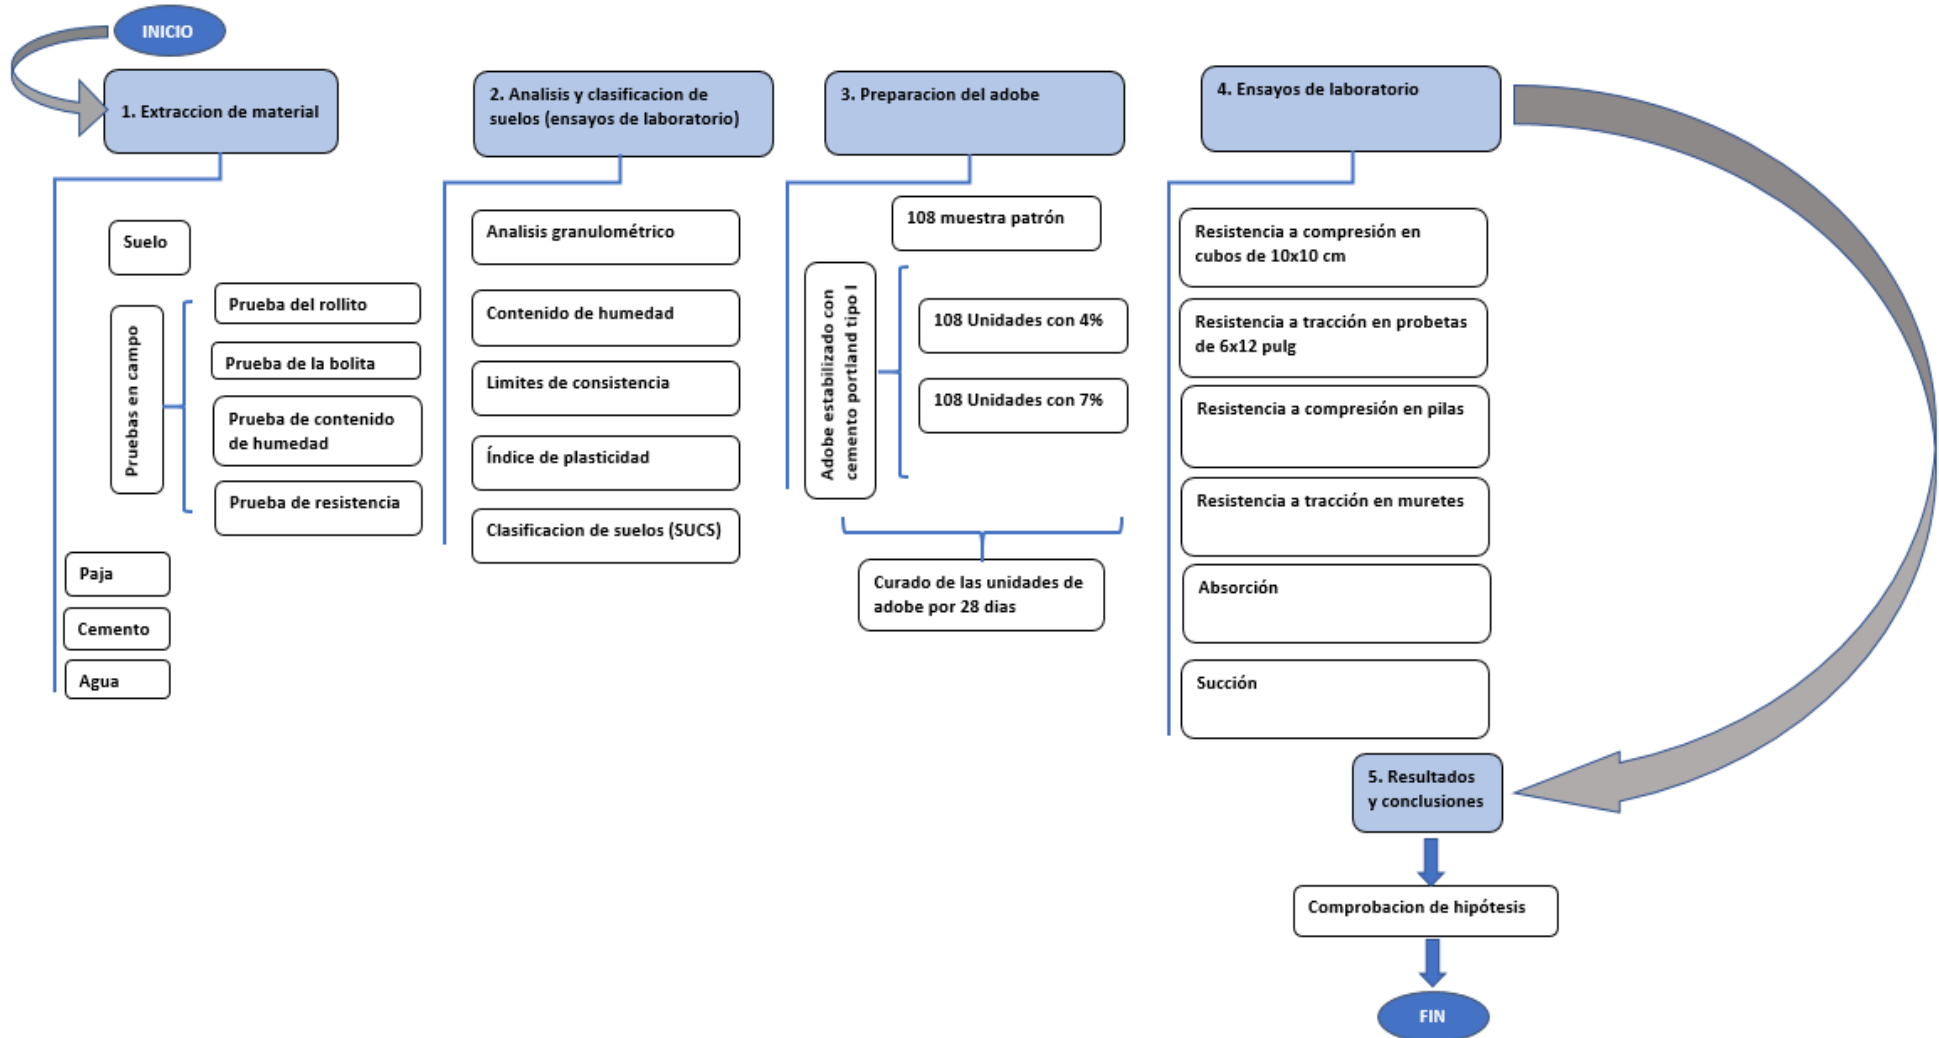 INICIO
1. Extraccion de material
Suelo
Pruebas en campo
Prueba del rollito
Prueba de la bolita
Prueba de contenido
de humedad
Prueba de resistencia
Paja
Cemento
Agua
2. Analisis y clasificacion de
suelos (ensayos de laboratorio)
Analisis granulométrico
Contenido de humedad
Limites de consistencia
Índice de plasticidad
Clasificacion de suelos (SUCS)
3. Preparacion del adobe
108 muestra patrón
Adobe estabilizado con
cemento portland tipo I
108 Unidades con 4%
108 Unidades con 7%
Curado de las unidades de
adobe por 28 dias
4. Ensayos de laboratorio
Resistencia a compresión en
cubos de 10x10 cm
Resistencia a tracción en probetas
de 6x12 pulg
Resistencia a compresión en pilas
Resistencia a tracción en muretes
Absorción
Succión
5. Resultados
y conclusiones
Comprobacion de hipótesis
FIN